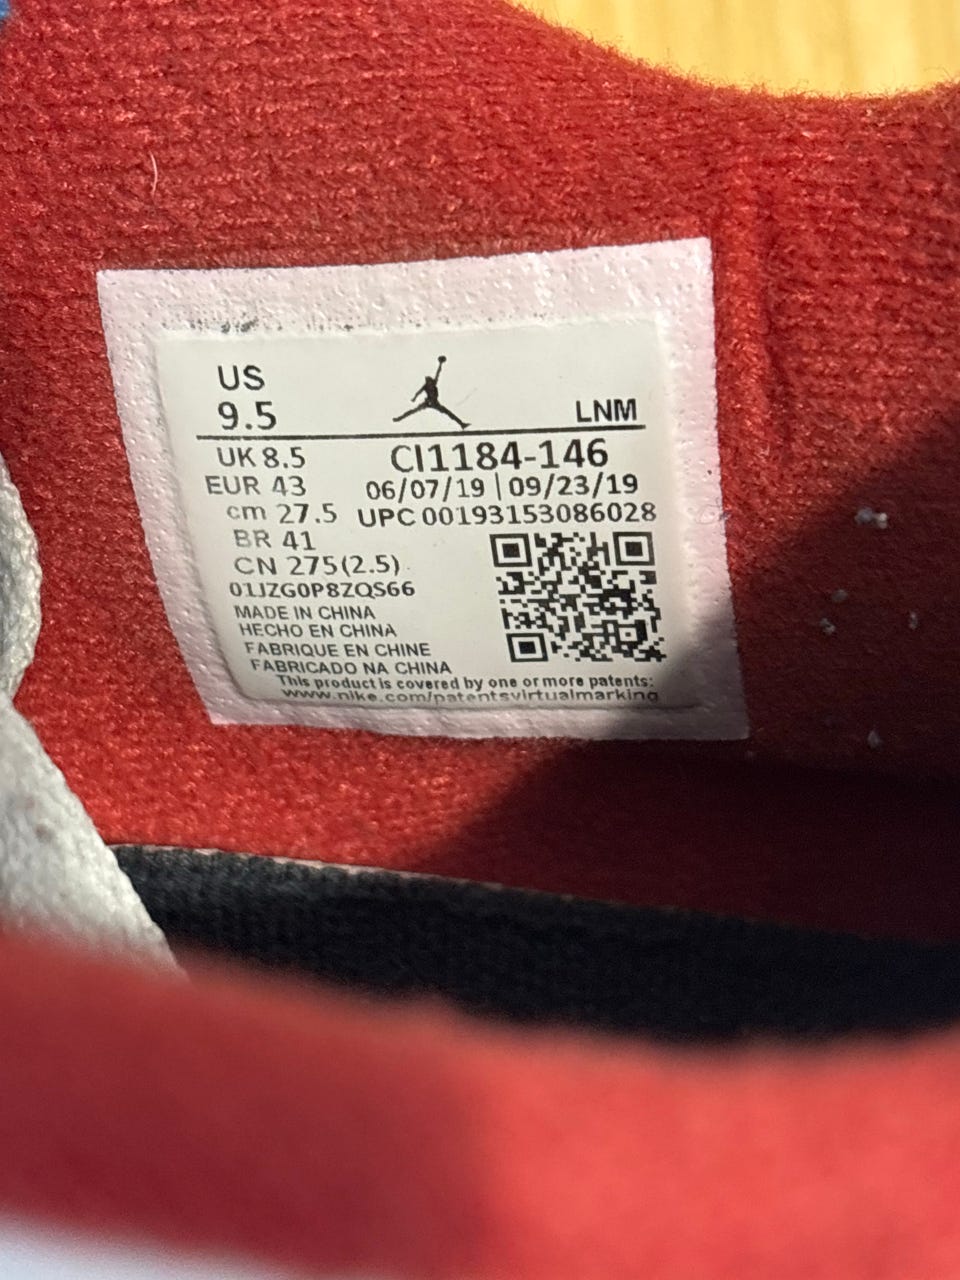 US
9.5
LNM
UK 8.5
CI1184-146
EUR 43
06/07/19 | 09/23/19
cm 27.5
UPC 00193153086028
BR 41
CN 275(2.5)
01JZG0P8ZQS66
MADE IN CHINA
HECHO EN CHINA
FABRIQUE EN CHINE
FABRICADO NA CHINA
This product is covered by one or more patents:
www.nike.com/patentsvirtualmarking